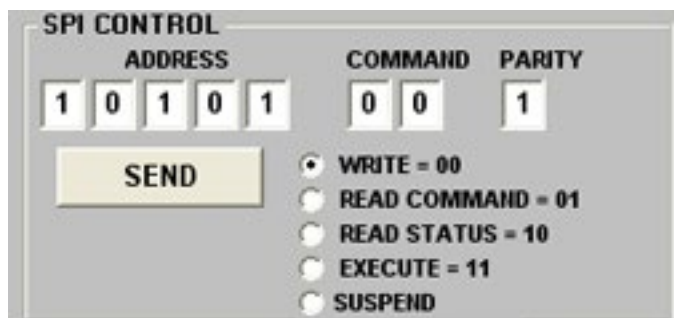 SPI CONTROL
ADDRESS COMMAND PARITY
1 0 1 0 1 0 0 1
SEND
WRITE = 00
READ COMMAND = 01
READ STATUS = 10
EXECUTE = 11
SUSPEND